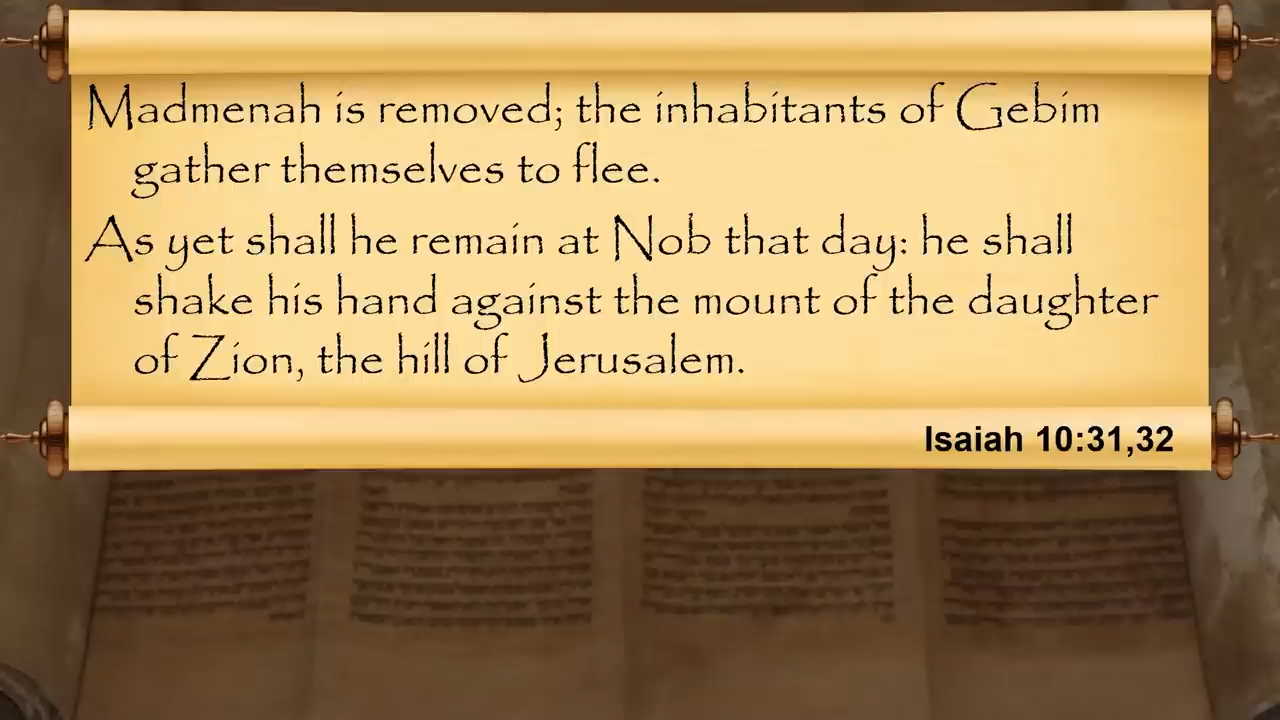 Madmenah is removed; the inhabitants of Gebim
gather themselves to flee.
As yet shall he remain at Nob that day: he shall
shake his hand against the mount of the daughter
of Zion, the hill of Jerusalem.
Isaiah 10:31,32